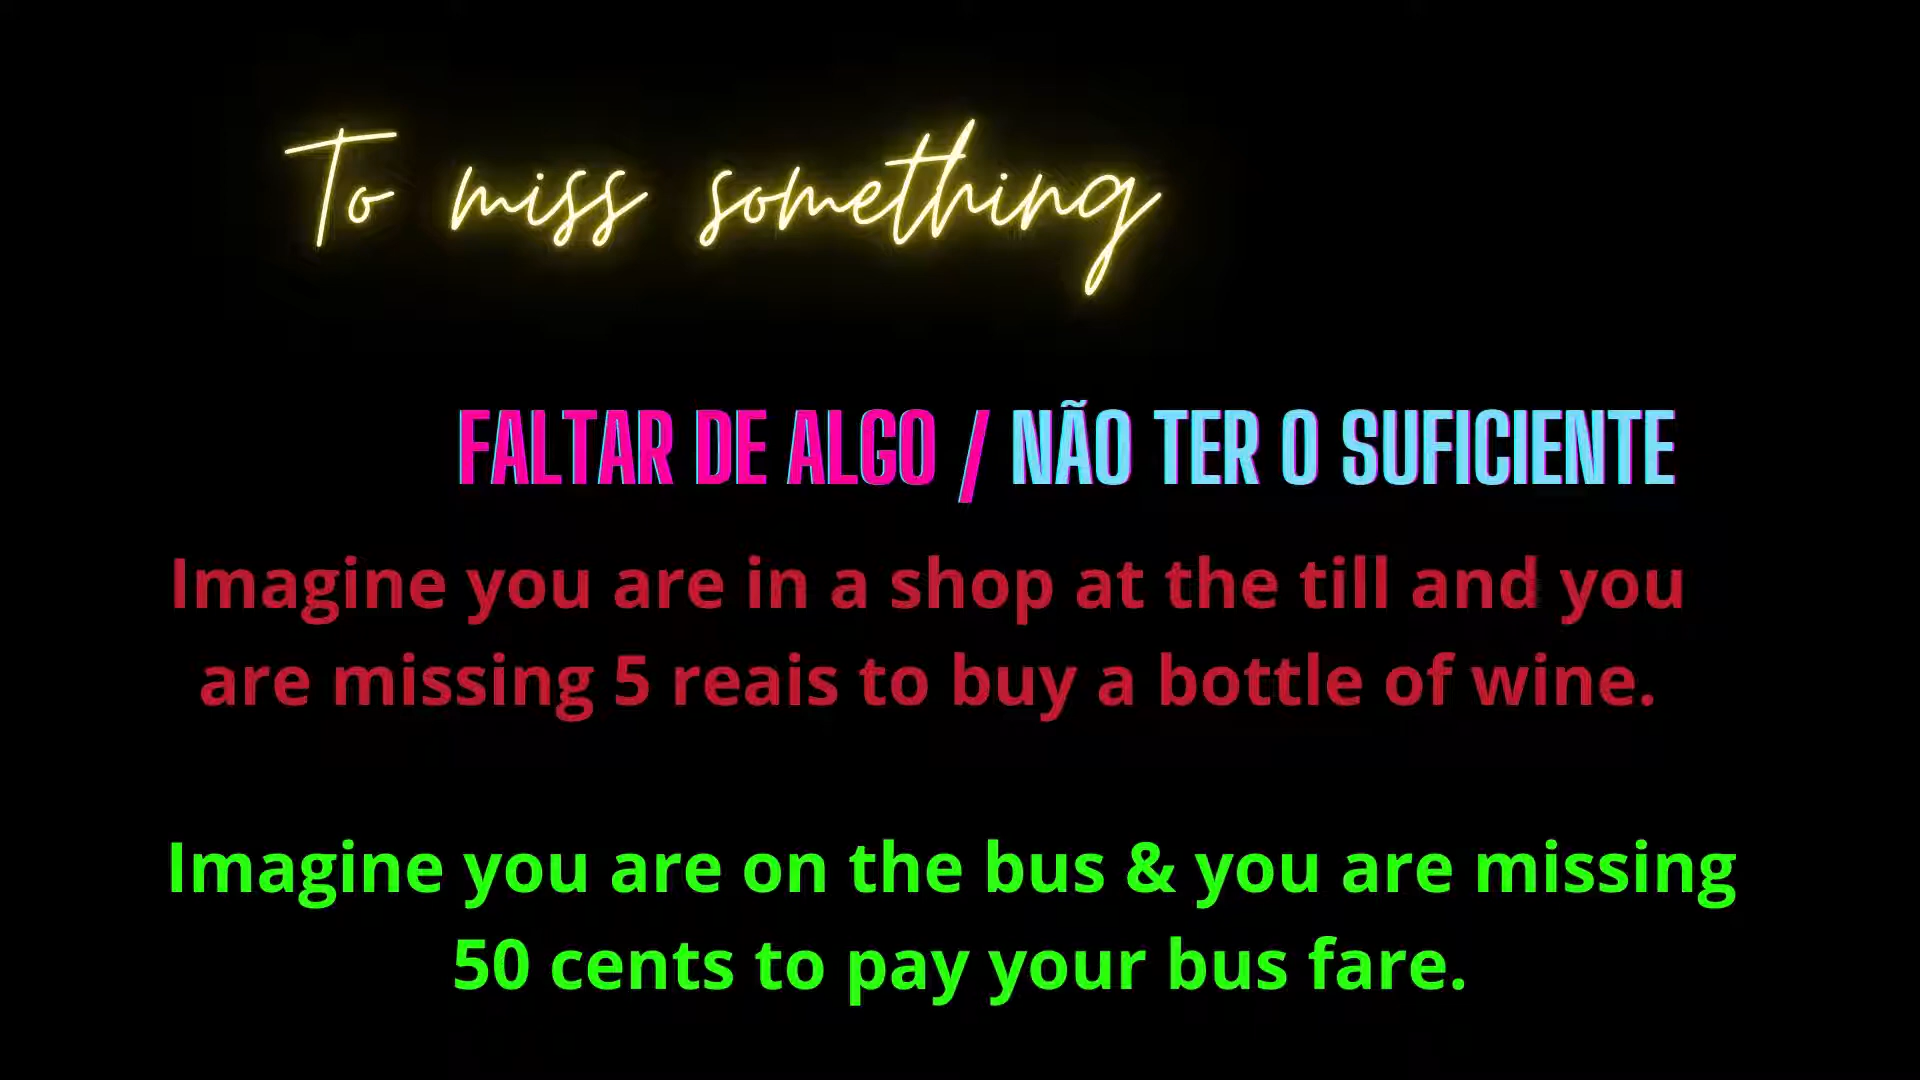 To miss something
FALTAR DE ALGO / NÃO TER O SUFICIENTE
Imagine you are in a shop at the till and you
are missing 5 reais to buy a bottle of wine.
Imagine you are on the bus & you are missing
50 cents to pay your bus fare.